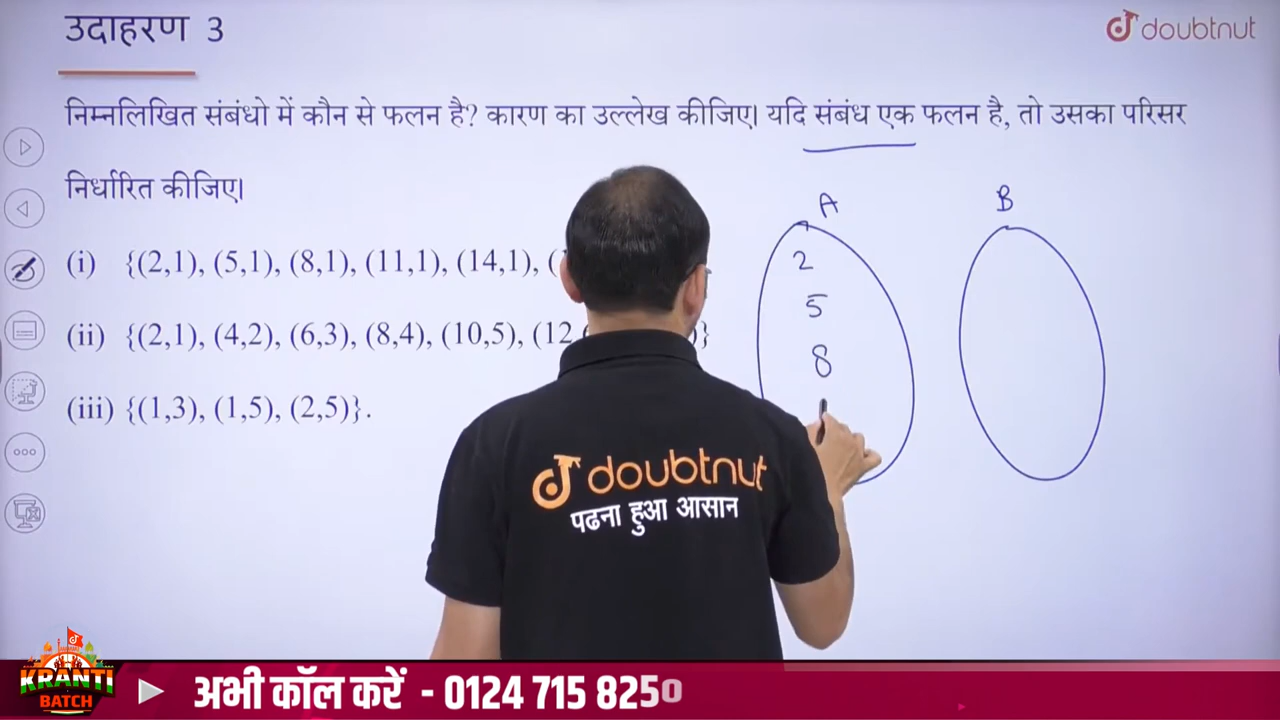 उदाहरण 3
doubtnut
निम्नलिखित संबंधो में कौन से फलन है? कारण का उल्लेख कीजिए। यदि संबंध एक फलन है, तो उसका परिसर
निर्धारित कीजिए।
(i) {(2,1), (5,1), (8,1), (11,1), (14,1), (
(ii) {(2,1), (4,2), (6,3), (8,4), (10,5), (12, )}
(iii) {(1,3), (1,5), (2,5)}.
A
B
2
5
8
doubtnut
पढना हुआ आसान
KRANTI
BATCH
अभी कॉल करें - 0124 715 8250